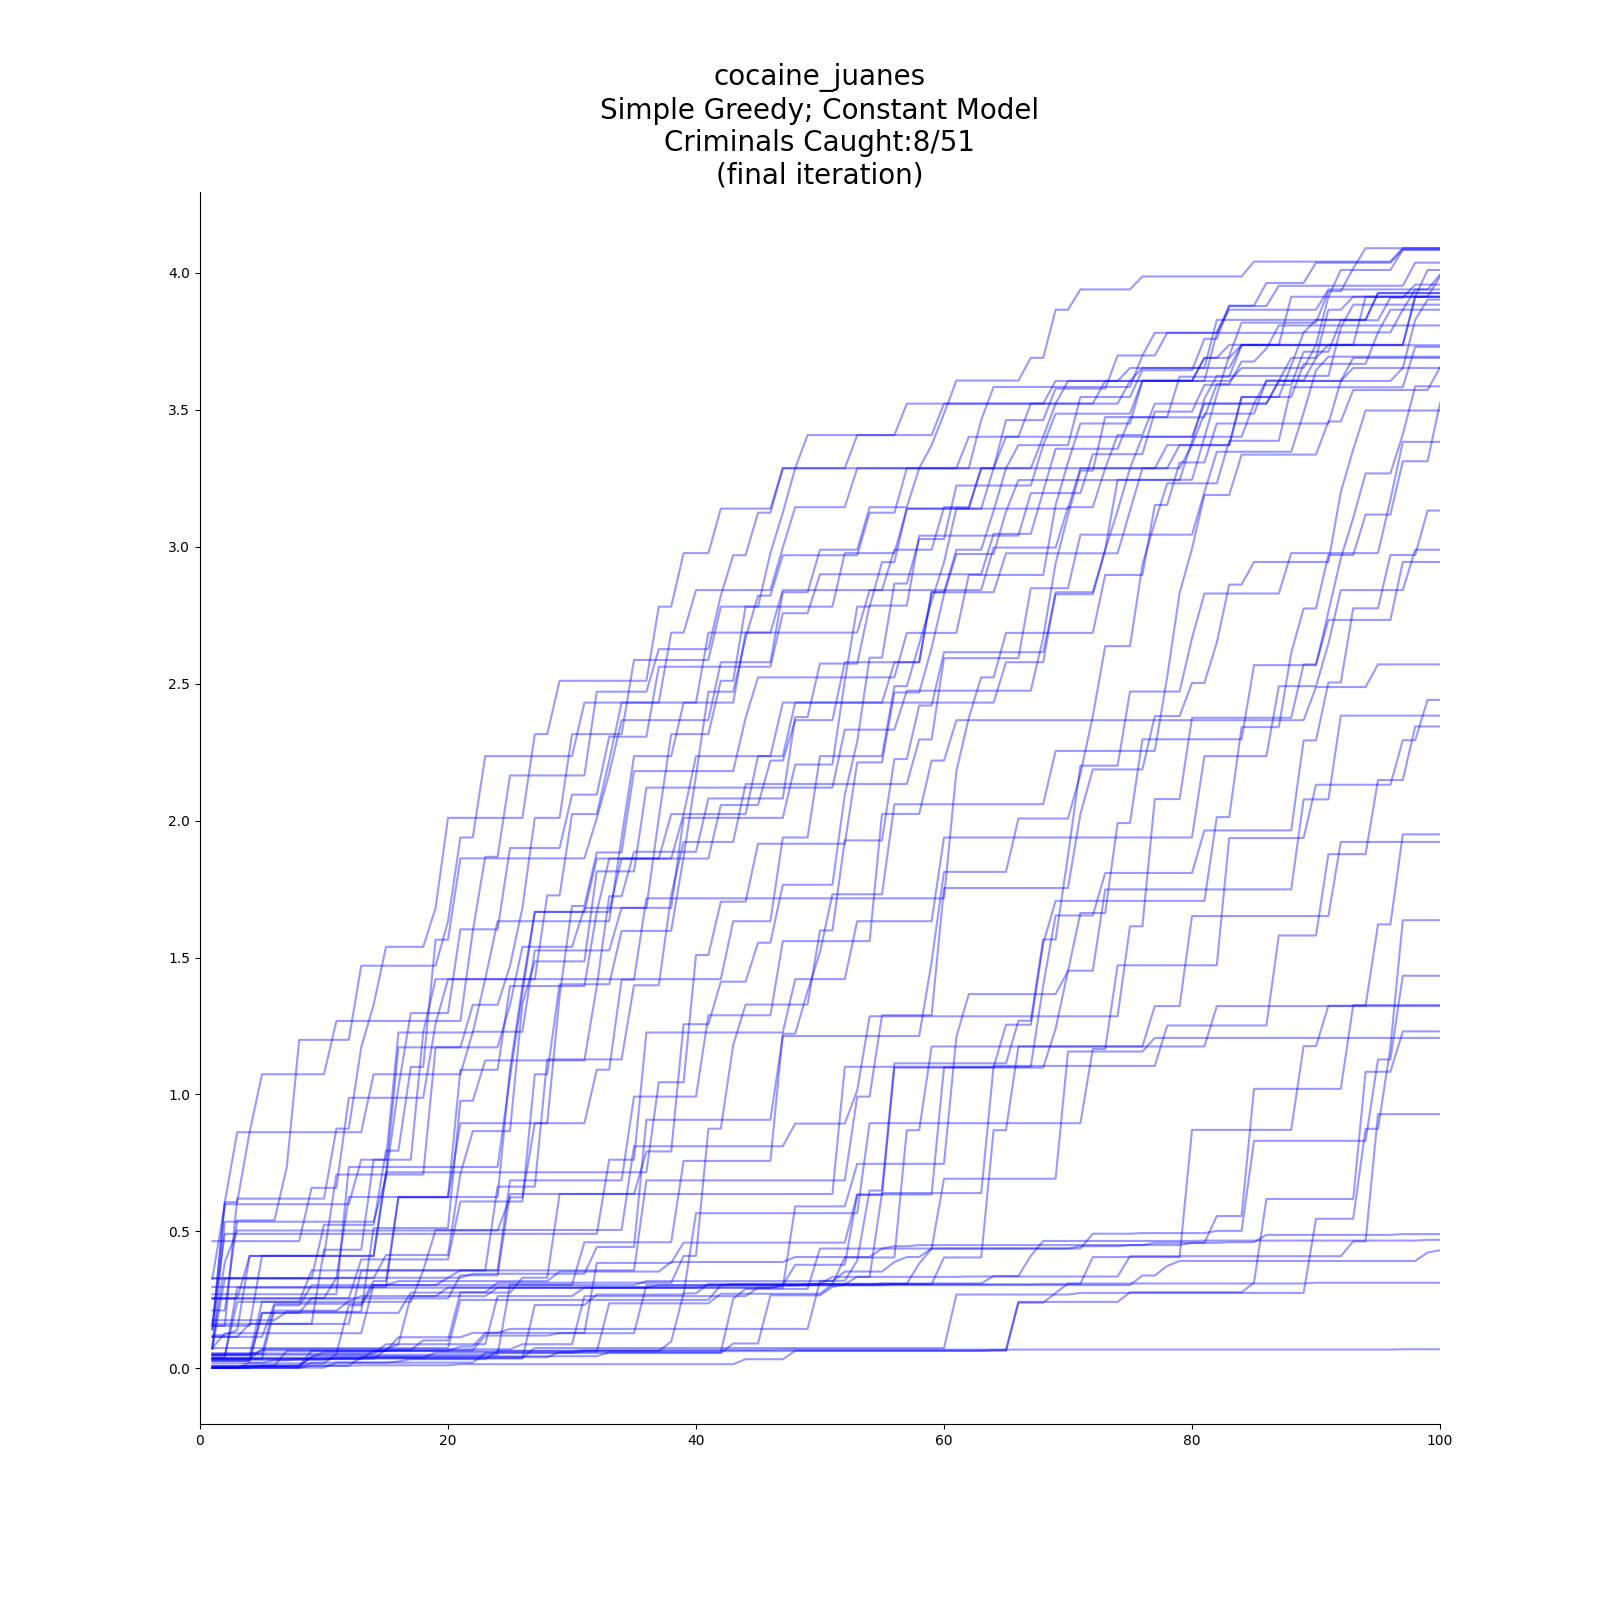 cocaine_juanes
Simple Greedy; Constant Model
Criminals Caught:8/51
(final iteration)
4.0
3.5
3.0
2.5
2.0
1.5
1.0
0.5
0.0
0 20 40 60 80 100